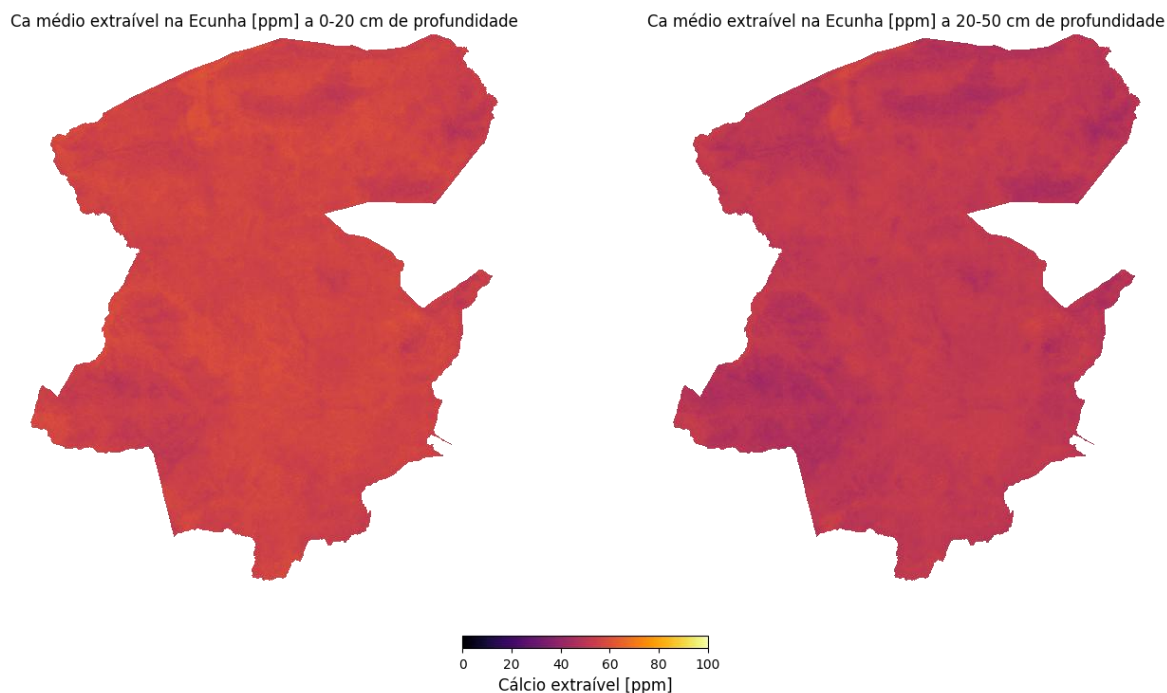 Ca médio extraível na Ecunha [ppm] a 0-20 cm de profundidade
Ca médio extraível na Ecunha [ppm] a 20-50 cm de profundidade
0 20 40 60 80 100
Cálcio extraível [ppm]